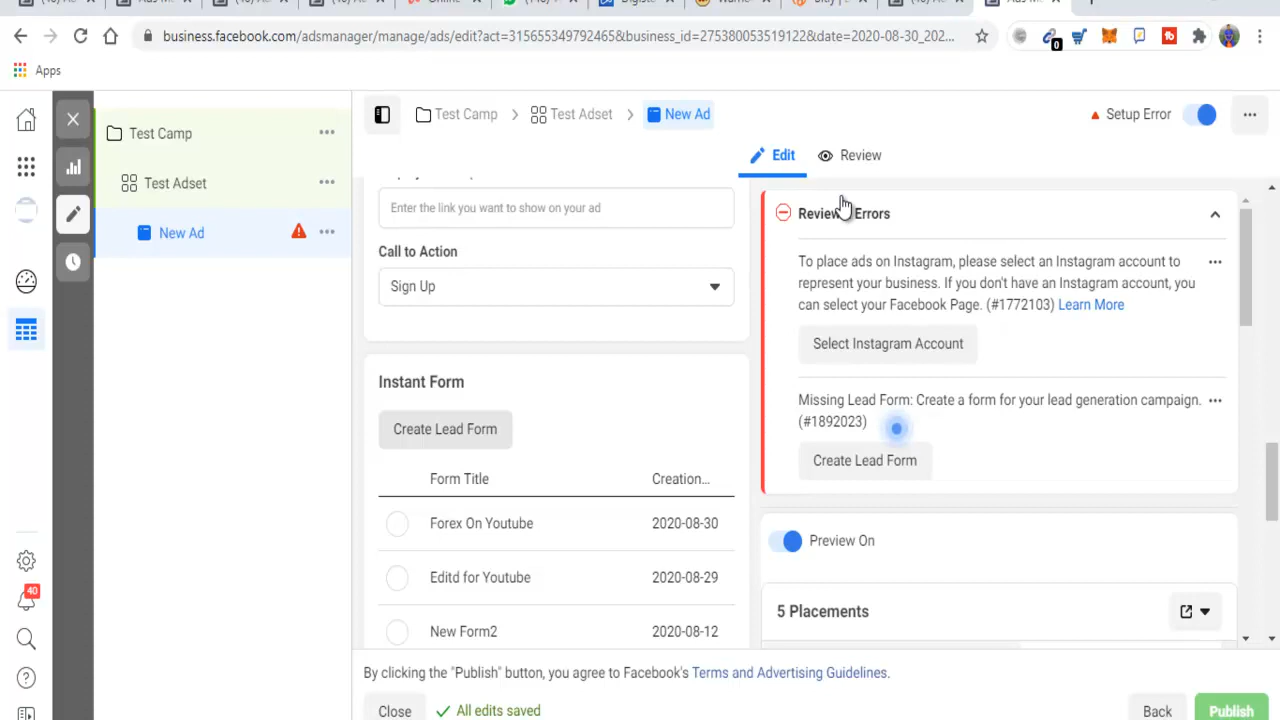 business.facebook.com/adsmanager/manage/ads/edit?act=315655349792465&business_id=275380053519122&date=2020-08-30_202...
0
Apps
Test Camp
Test Adset
New Ad
Test Camp
Test Adset
New Ad
Setup Error
Edit
Review
Enter the link you want to show on your ad
Call to Action
Sign Up
Instant Form
Create Lead Form
Form Title
Creation...
Forex On Youtube
2020-08-30
Editd for Youtube
2020-08-29
New Form2
2020-08-12
Review Errors
To place ads on Instagram, please select an Instagram account to
represent your business. If you don't have an Instagram account, you
can select your Facebook Page. (#1772103) Learn More
Select Instagram Account
Missing Lead Form: Create a form for your lead generation campaign.
(#1892023)
Create Lead Form
Preview On
5 Placements
40
By clicking the "Publish" button, you agree to Facebook's Terms and Advertising Guidelines.
Close
All edits saved
Back
Publish